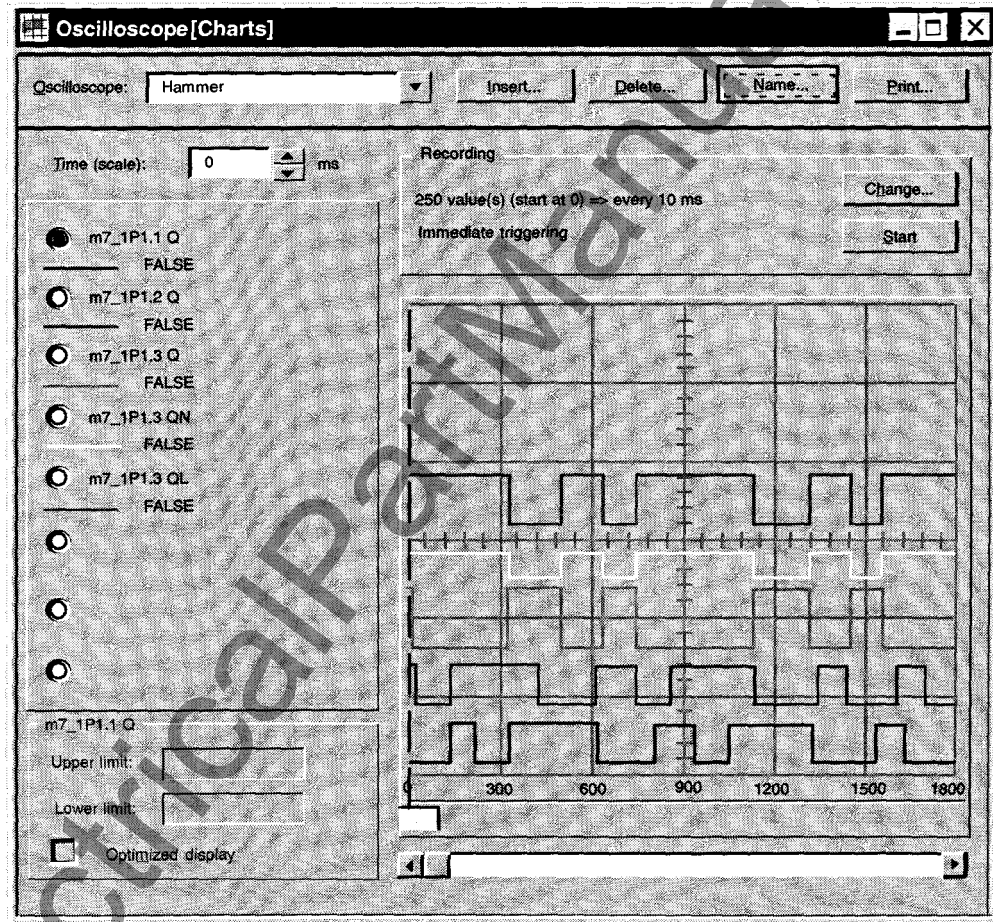 Oscilloscope[Charts]
Oscilloscope: Hammer Insert... Delete... Name... Print...
Time (scale): 0 ms
Recording
250 value(s) (start at 0) => every 10 ms
Change...
Immediate triggering
Start
m7_1P1.1 Q
FALSE
m7_1P1.2 Q
FALSE
m7_1P1.3 Q
FALSE
m7_1P1.3 QN
FALSE
m7_1P1.3 QL
FALSE
m7_1P1.1 Q
Upper limit:
Lower limit:
Optimized display
0 300 600 900 1200 1500 1800
ctricalPartManua